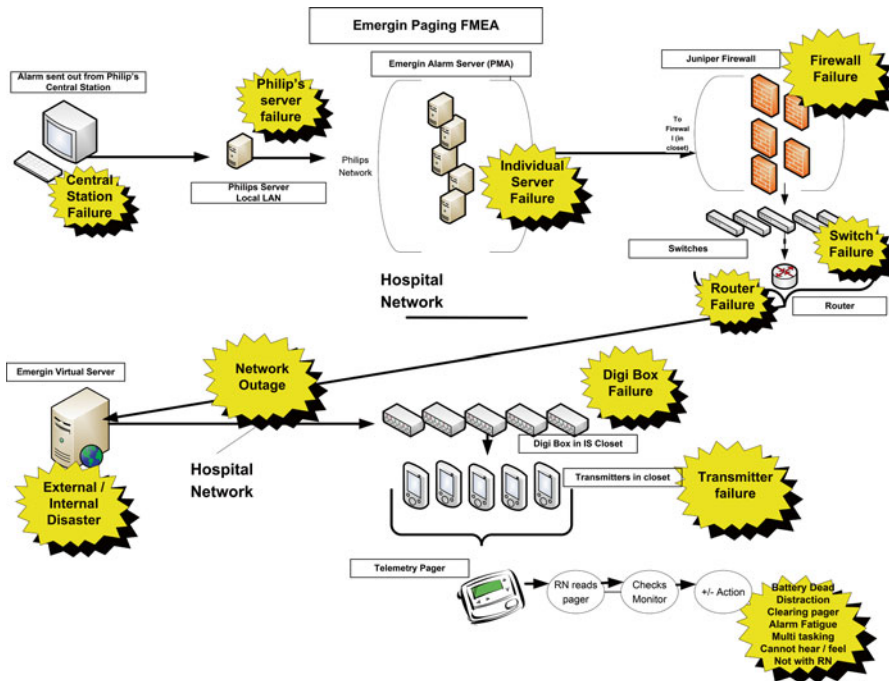 Emergin Paging FMEA
Alarm sent out from Philip's
Central Station
Central
Station
Failure
Philip's
server
failure
Philips Server
Local LAN
Emergin Alarm Server (PMA)
Philips
Network
Individual
Server
Failure
Juniper Firewall
Firewall
Failure
To
Firewal
l (in
closet)
Switches
Switch
Failure
Router
Failure
Router
Hospital
Network
Emergin Virtual Server
Network
Outage
External /
Internal
Disaster
Hospital
Network
Digi Box
Failure
Digi Box in IS Closet
Transmitters in closet
Transmitter
failure
Telemetry Pager
RN reads
pager
Checks
Monitor
+/- Action
Battery Dead
Distraction
Clearing pager
Alarm Fatigue
Multi tasking
Cannot hear / feel
Not with RN